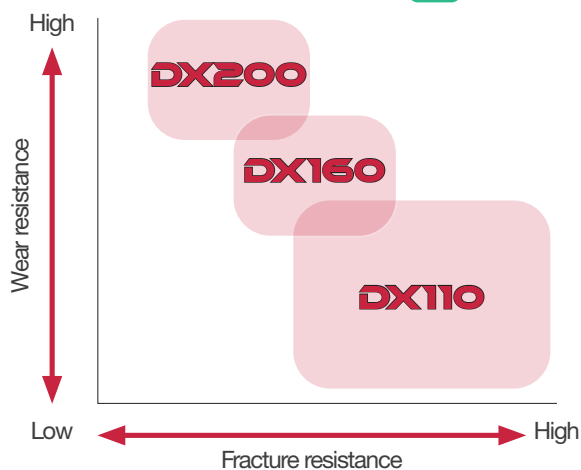 High
DX200
DX160
DX110
Wear resistance
Low
High
Fracture resistance